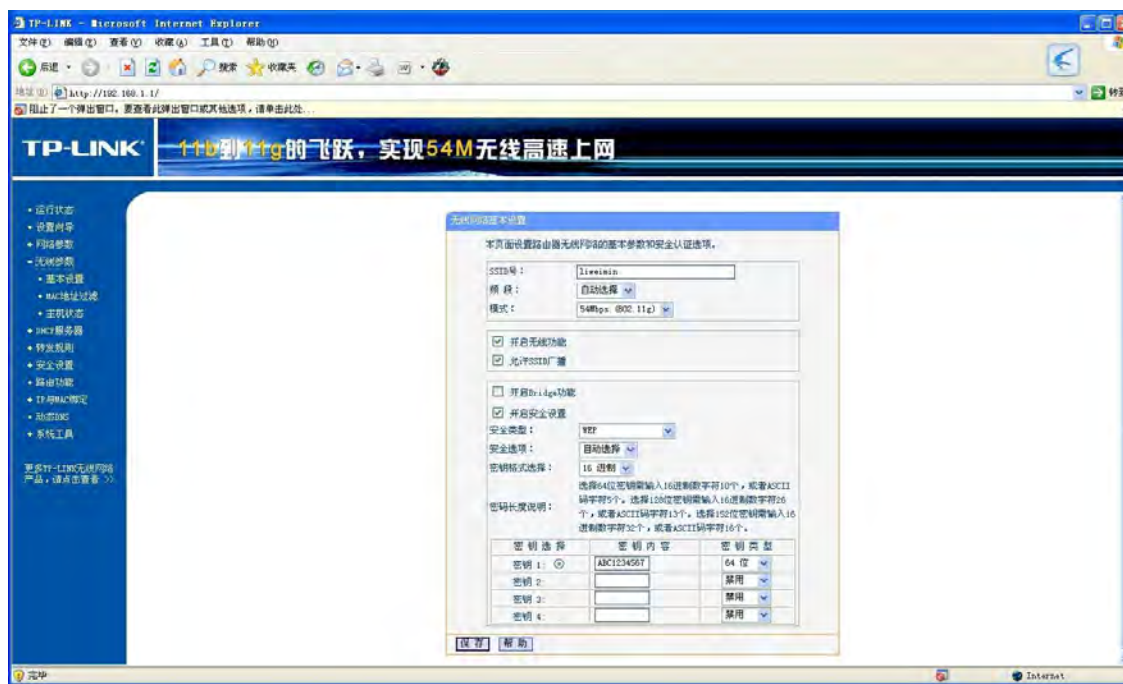 TP-LINK - Microsoft Internet Explorer
文件(F) 编辑(E) 查看(V) 收藏(A) 工具(T) 帮助(H)
后退 搜索 收藏夹
地址(D) http://192.168.1.1/ 转到
阻止了一个弹出窗口。要查看此弹出窗口或其他选项，请单击此处...
TP-LINK 11b到11g的飞跃，实现54M无线高速上网
• 运行状态
• 设置向导
+ 网络参数
- 无线参数
• 基本设置
• MAC地址过滤
• 主机状态
+ DHCP服务器
+ 转发规则
+ 安全设置
+ 路由功能
+ IP与MAC绑定
• 动态DNS
+ 系统工具
更多TP-LINK无线网络
产品，请点击查看 >>
无线网络基本设置
本页面设置路由器无线网络的基本参数和安全认证选项。
SSID号： liweimin
频 段： 自动选择
模式： 54Mbps (802.11g)
开启无线功能
允许SSID广播
开启Bridge功能
开启安全设置
安全类型： WEP
安全选项： 自动选择
密钥格式选择： 16 进制
密码长度说明：
选择64位密钥需输入16进制数字符10个，或者ASCII
码字符5个。选择128位密钥需输入16进制数字符26
个，或者ASCII码字符13个。选择152位密钥需输入16
进制数字符32个，或者ASCII码字符16个。
密 钥 选 择 密 钥 内 容 密 钥 类 型
密钥 1: ABC1234567 64 位
密钥 2: 禁用
密钥 3: 禁用
密钥 4: 禁用
保 存 帮 助
完毕 Internet